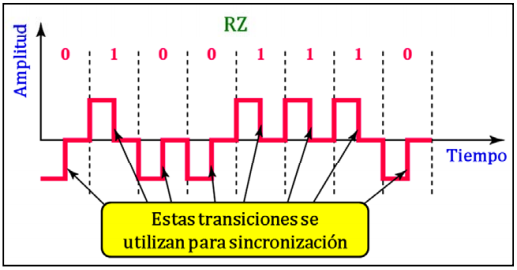 RZ
Amplitud
0 1 0 0 1 1 1 0
Tiempo
Estas transiciones se
utilizan para sincronización